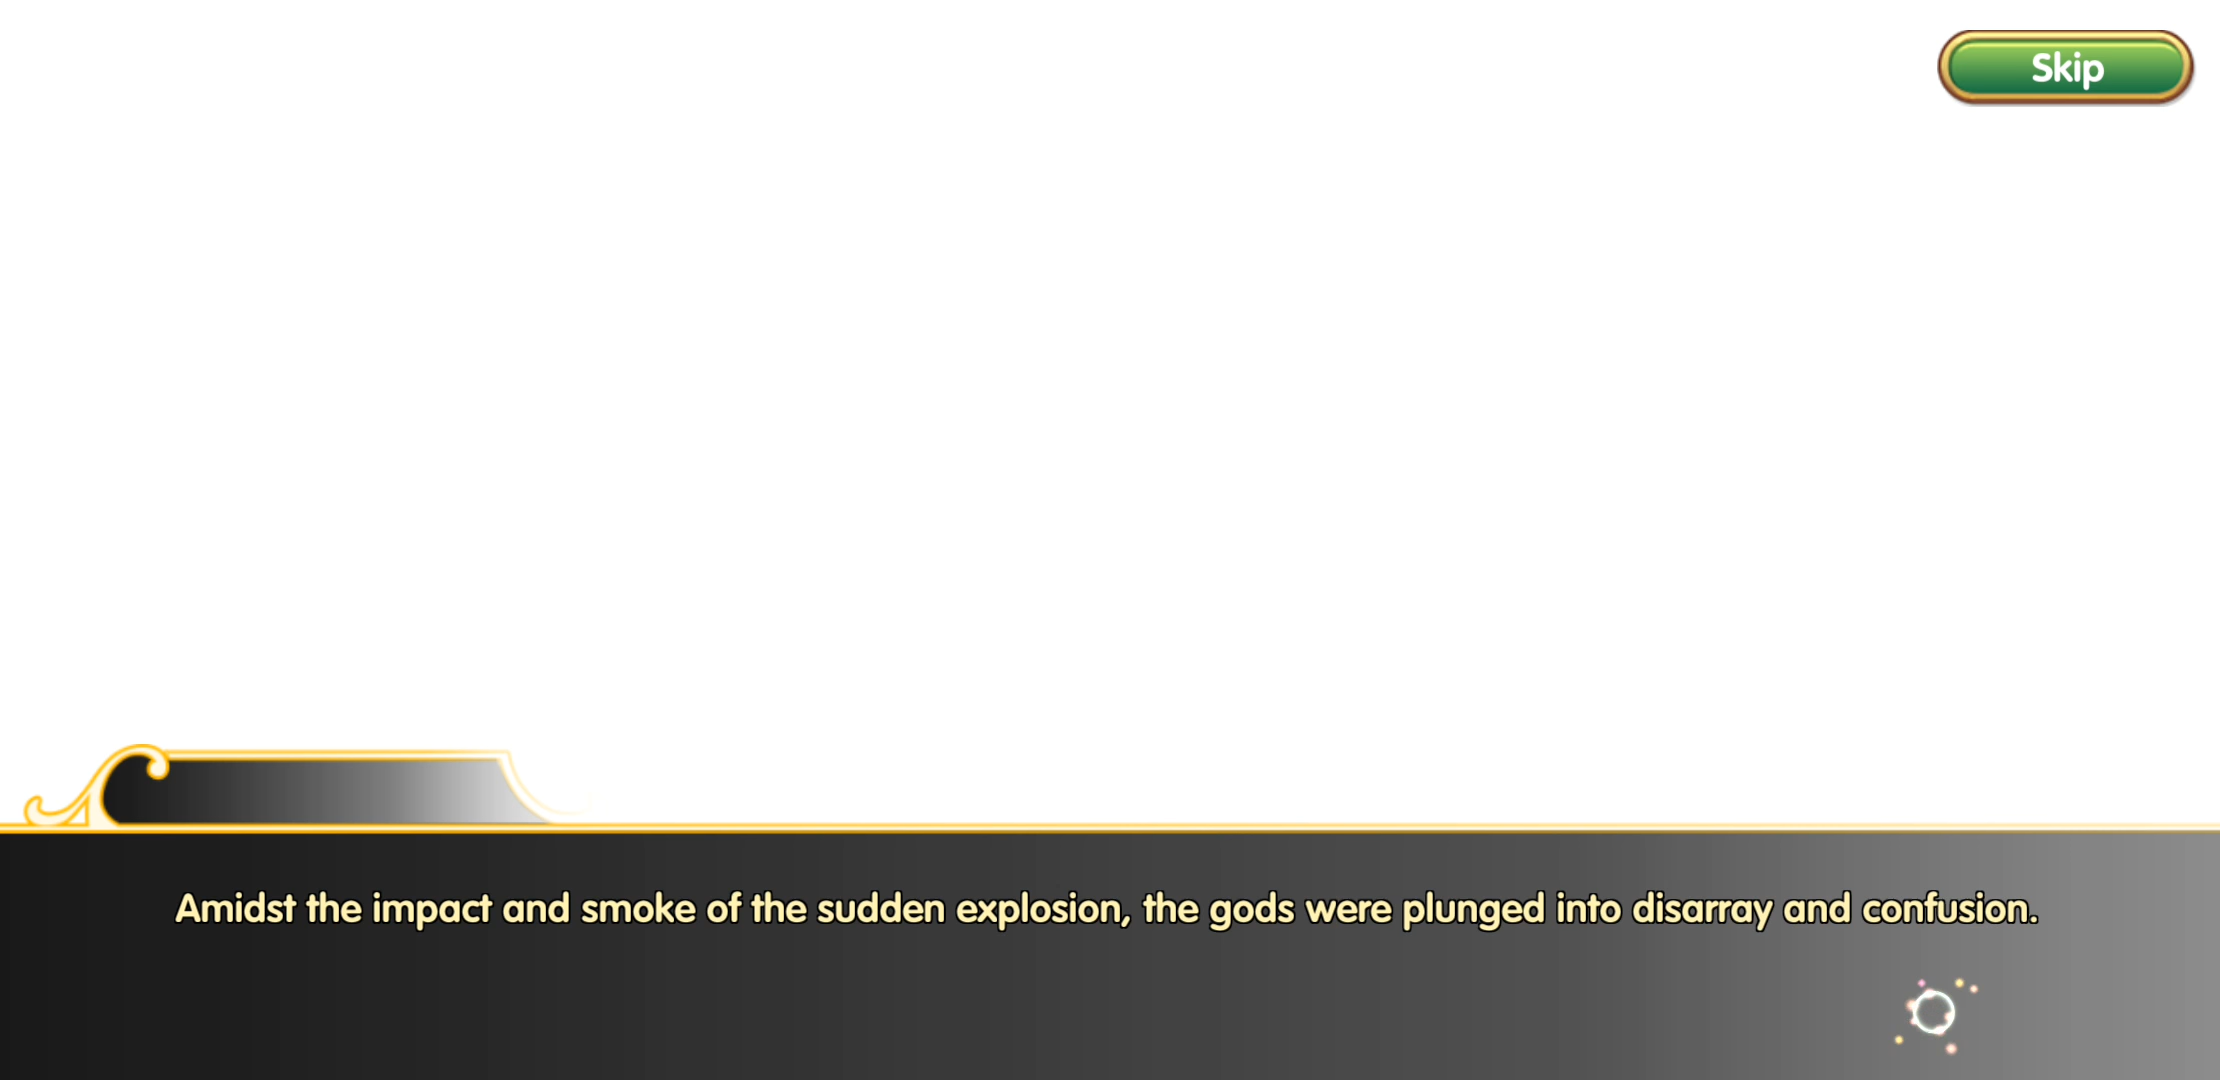 Skip
Amidst the impact and smoke of the sudden explosion, the gods were plunged into disarray and confusion.